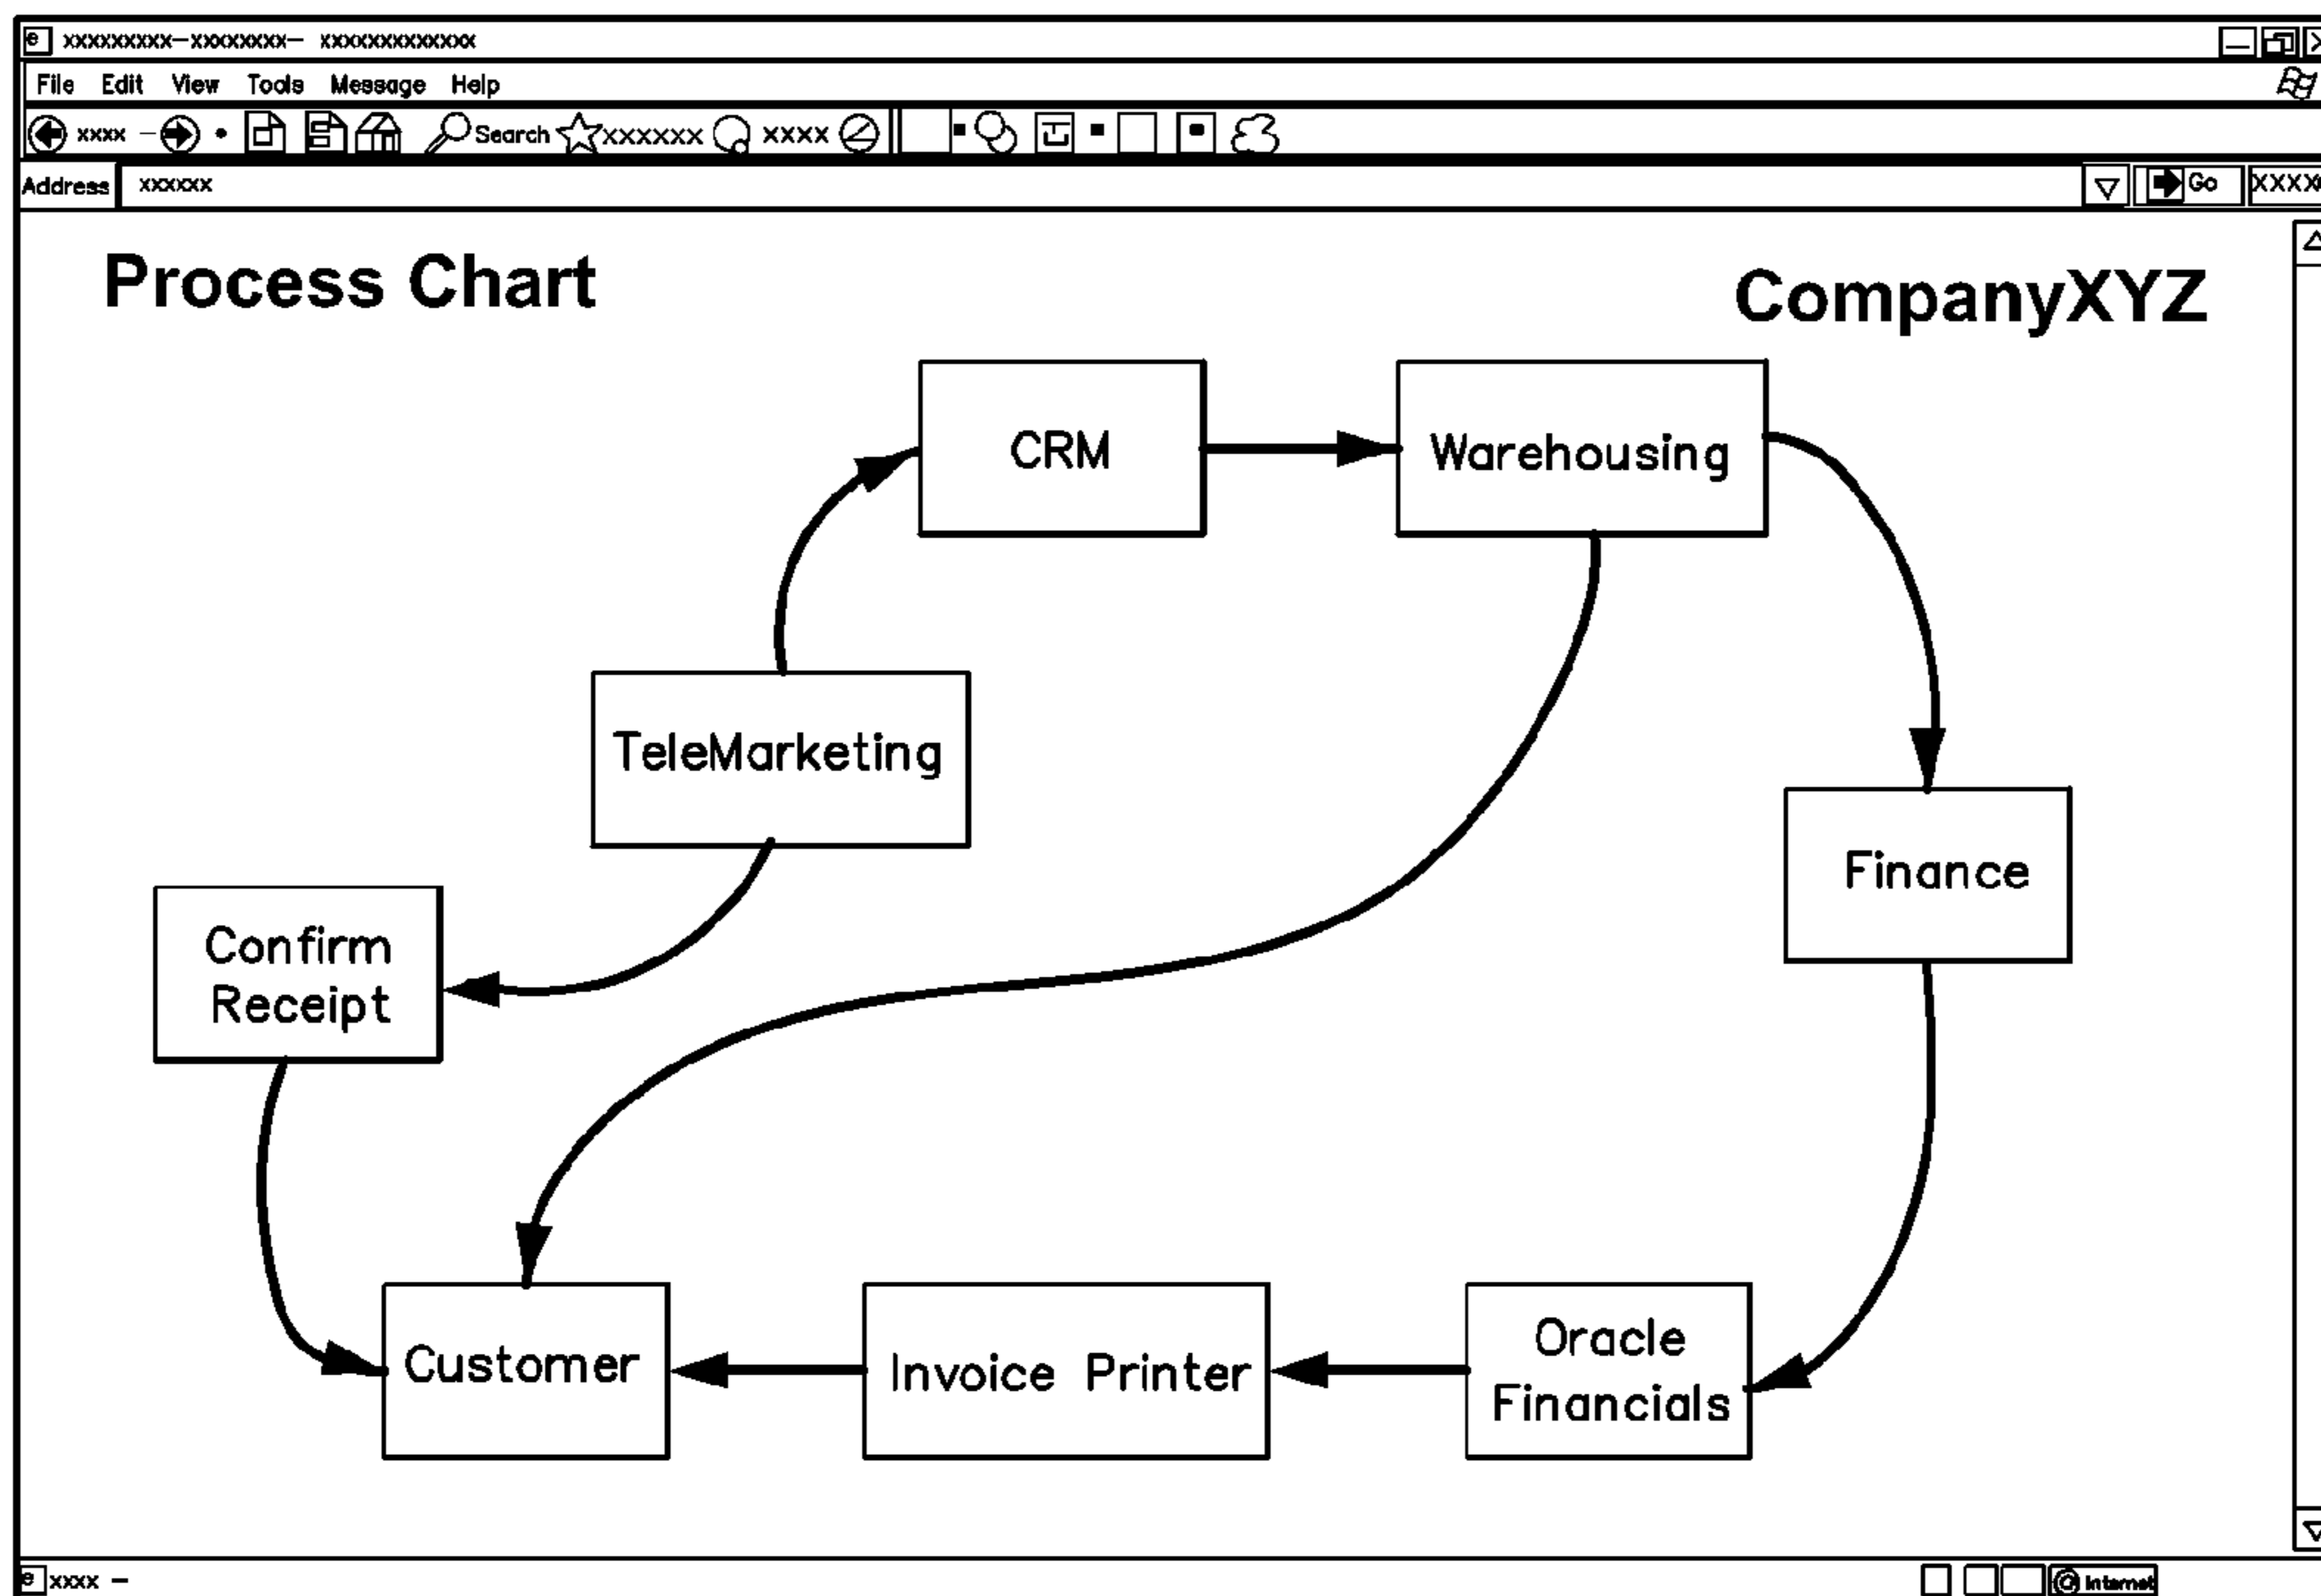 e xxxxxxxxx-xxxxxxxx- xxxxxxxxxxxxx
File Edit View Tools Message Help
xxxx - Search xxxxxx xxxx
Address xxxxxx Go xxxx
Process Chart
CompanyXYZ
CRM
Warehousing
TeleMarketing
Finance
Confirm
Receipt
Customer
Invoice Printer
Oracle
Financials
e xxxx -
@ Internet